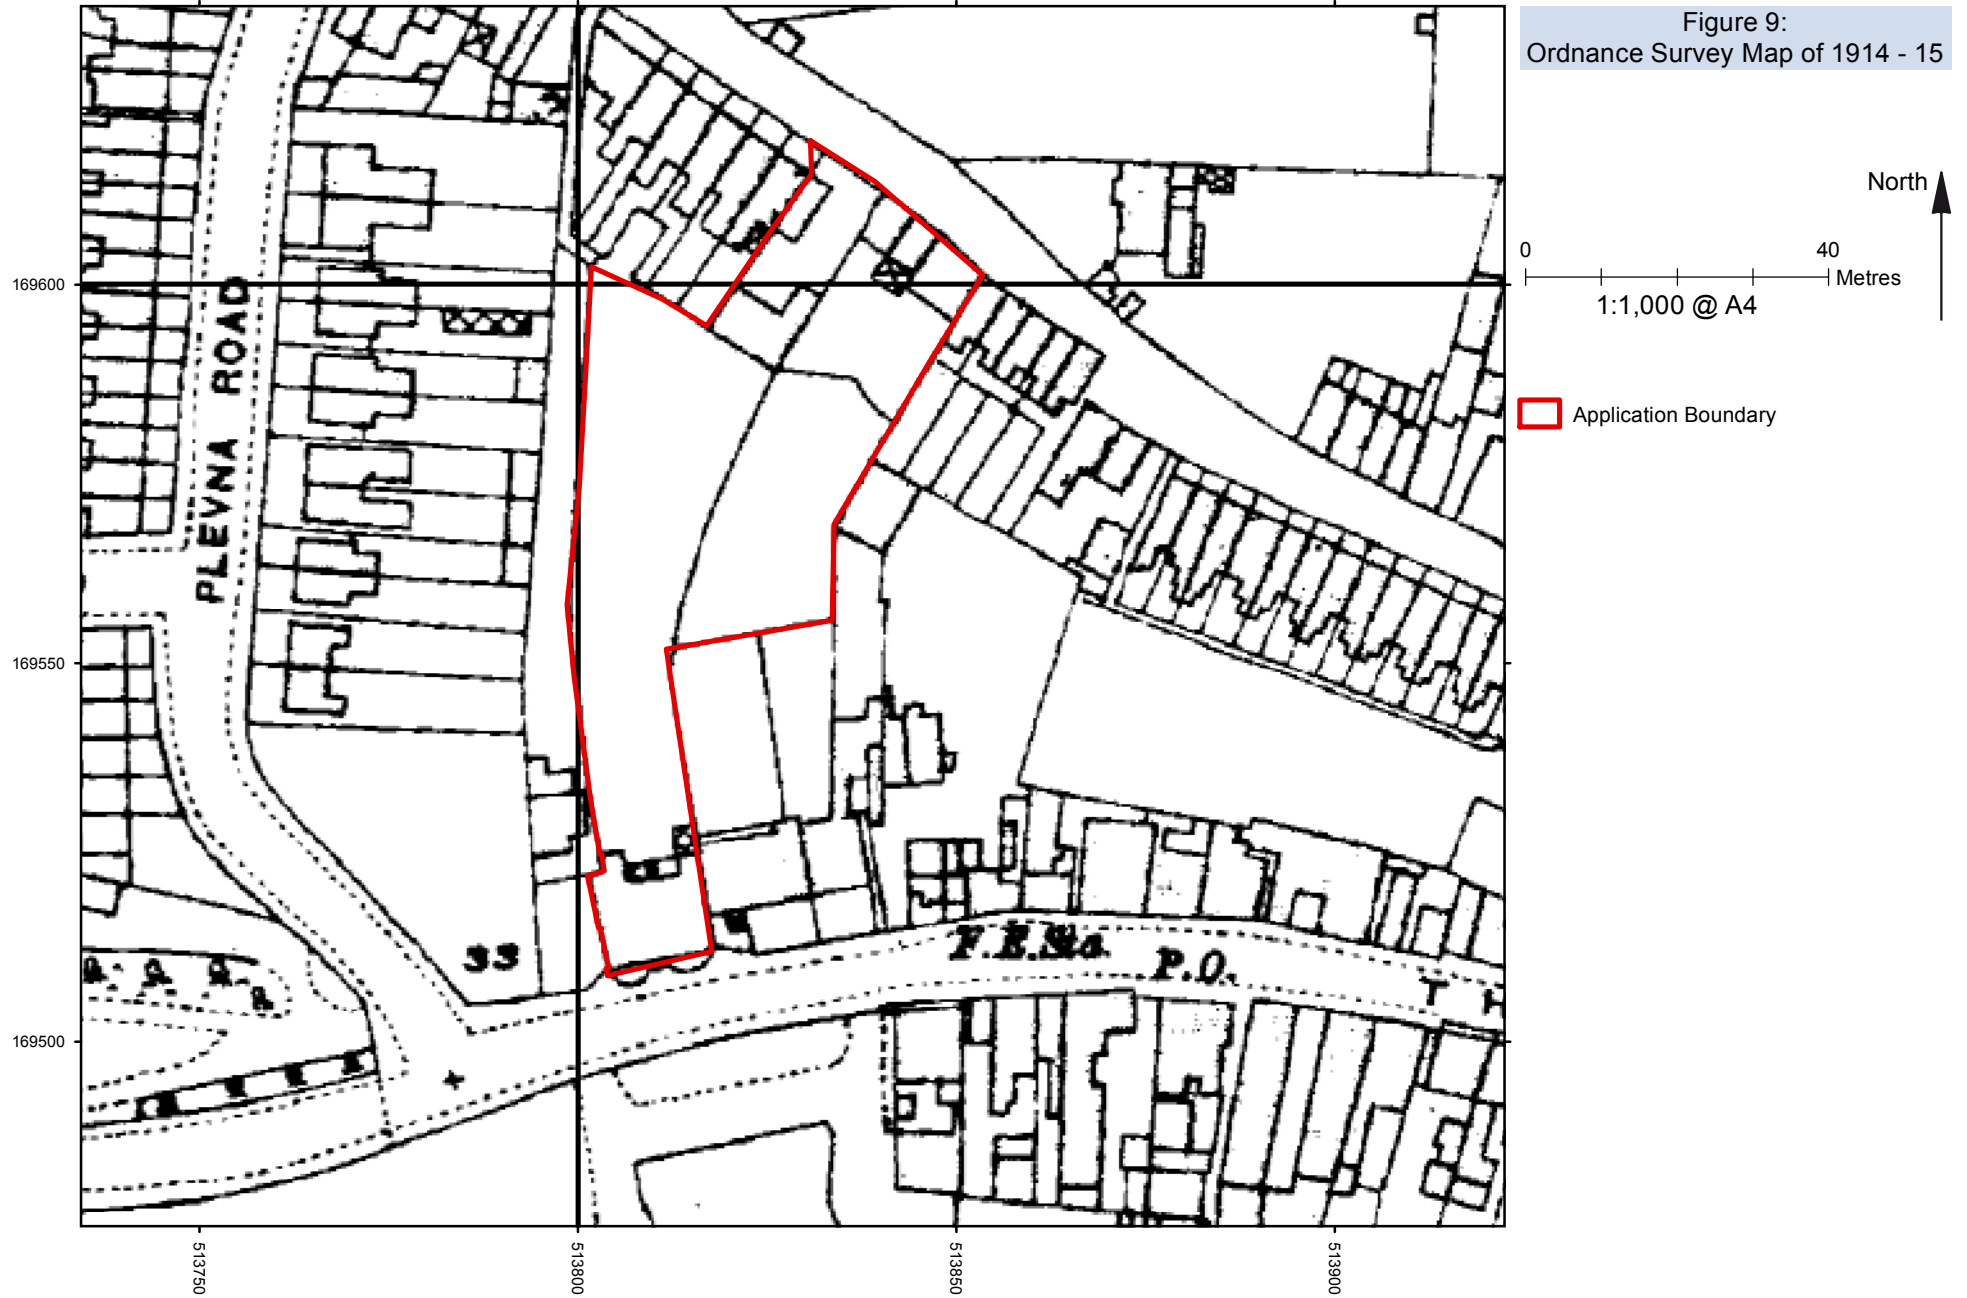 Figure 9:
Ordnance Survey Map of 1914 - 15
North
0 40
Metres
1:1,000 @ A4
Application Boundary
169600
169550
169500
PLEVNA ROAD
33
F.E.Sta.
P.O.
T H
513750
513800
513850
513900